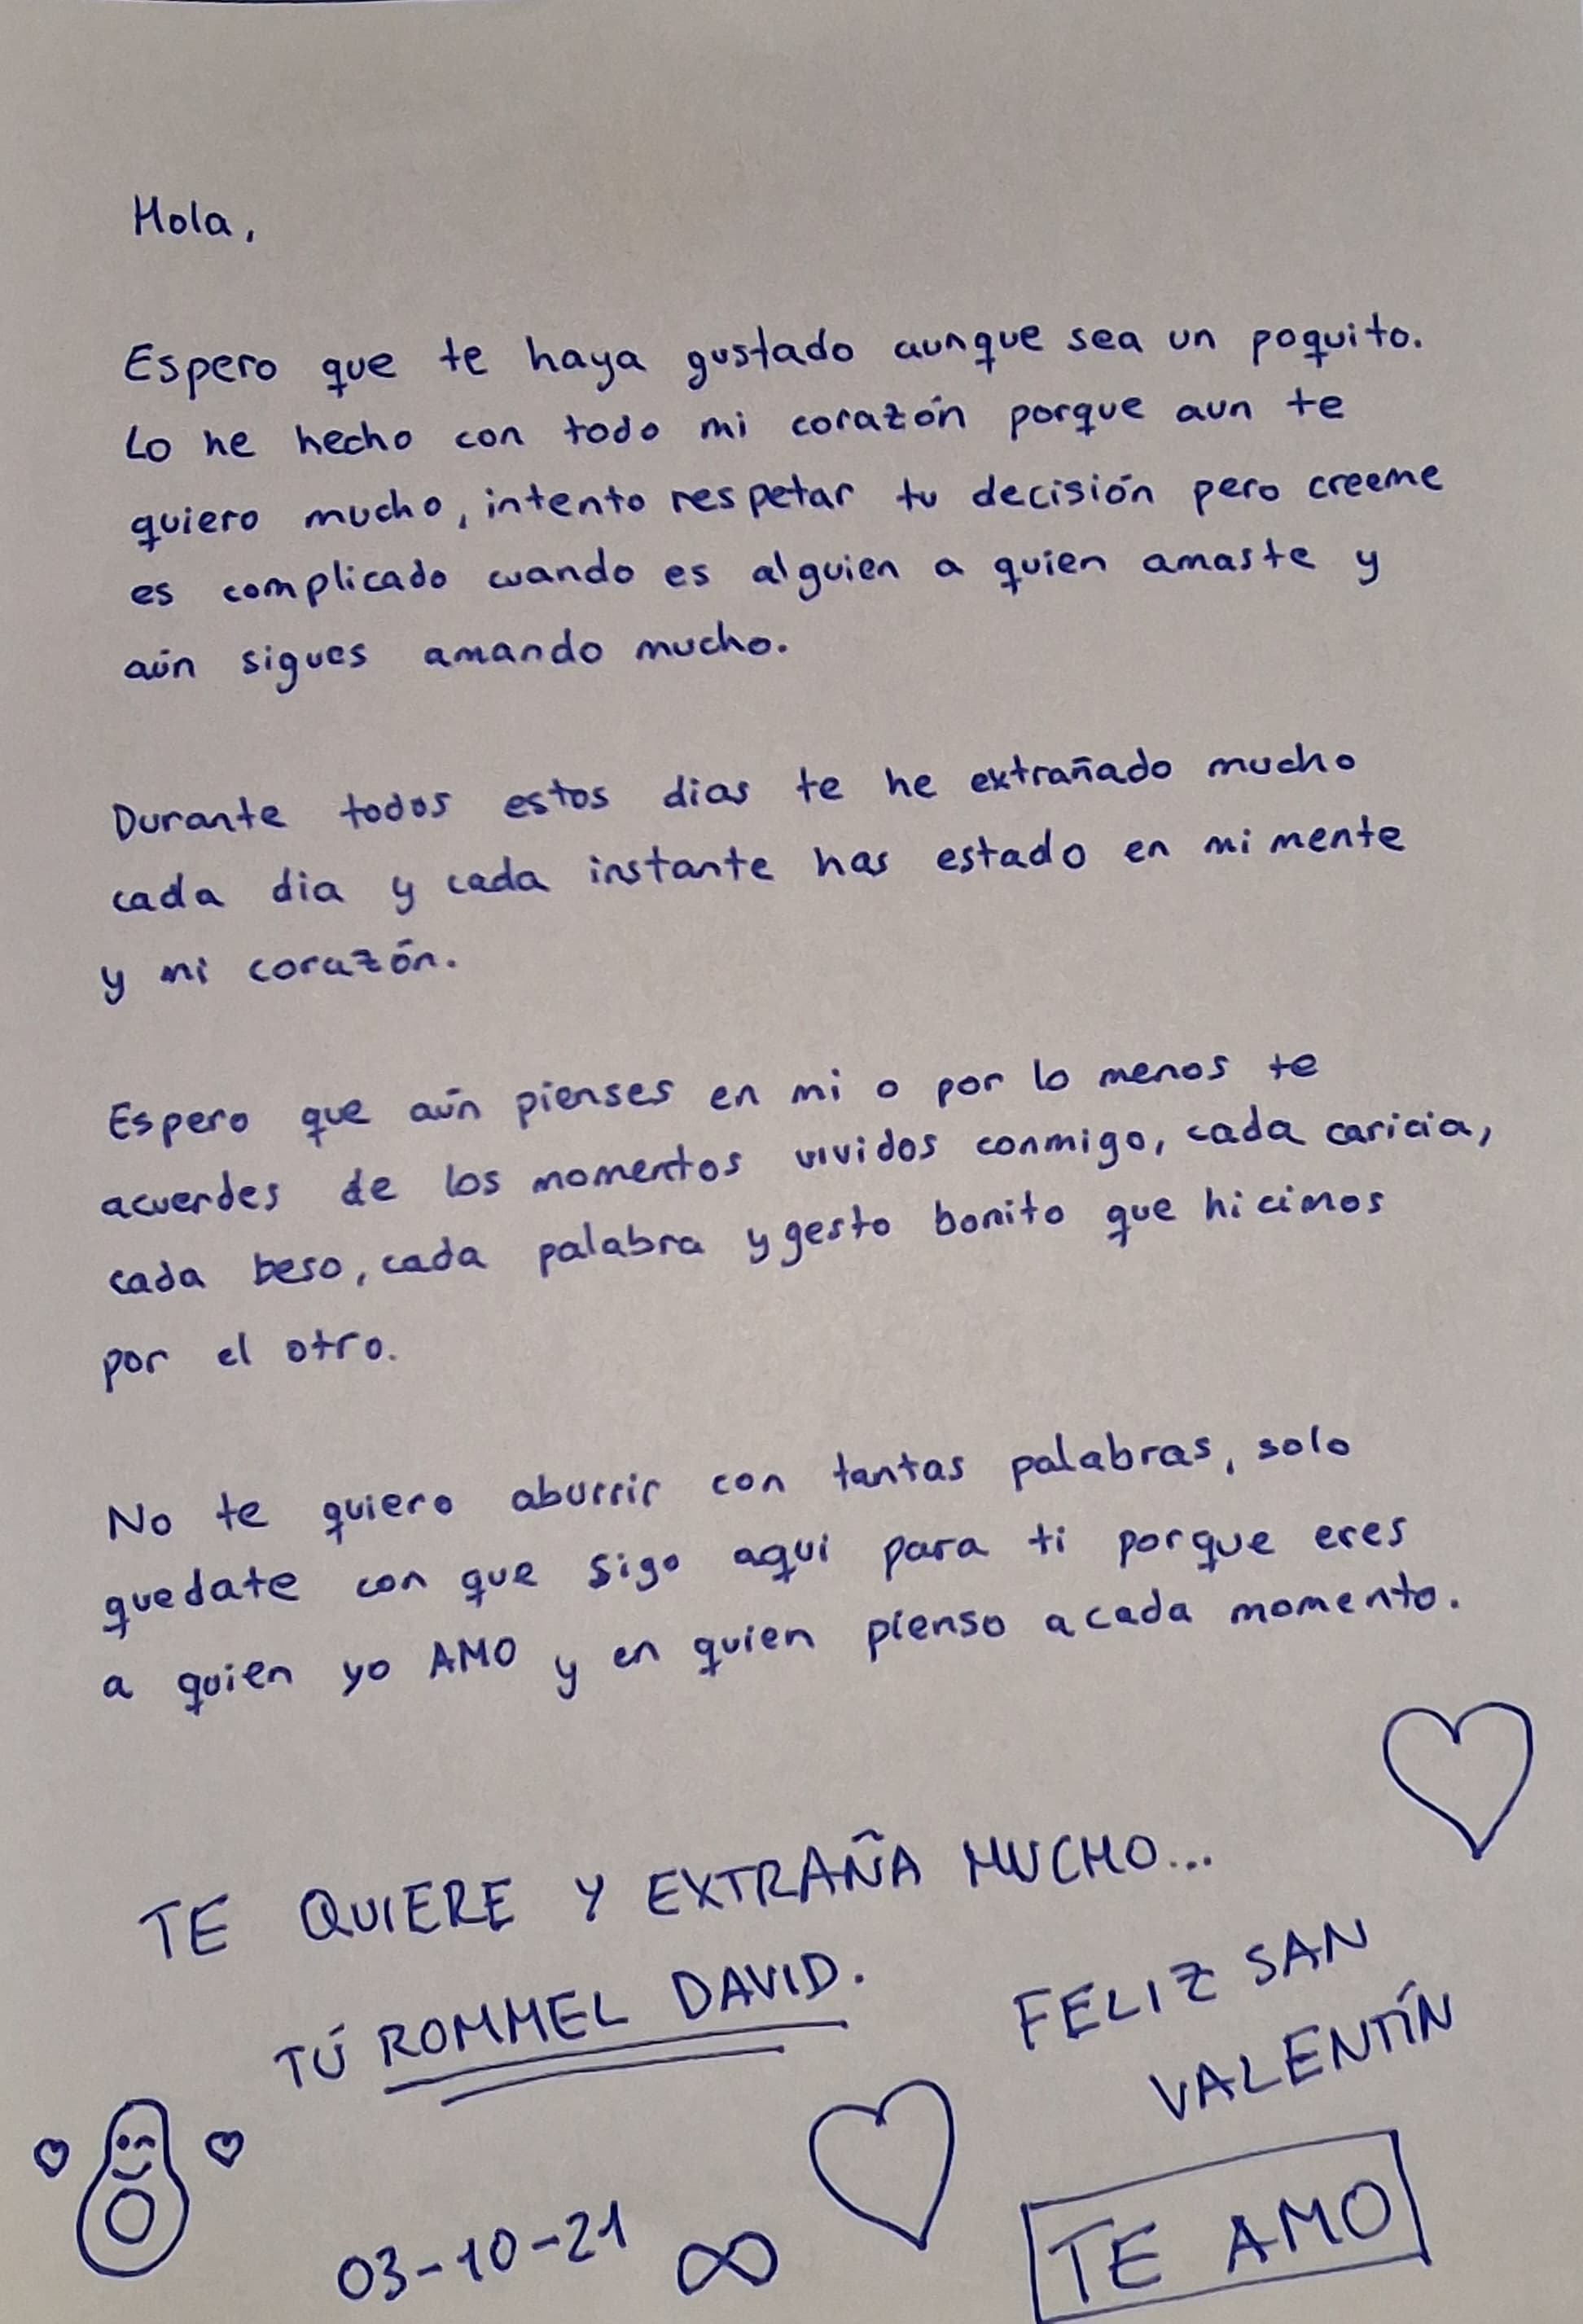 Hola,
Espero que te haya gustado aunque sea un poquito.
Lo he hecho con todo mi corazón porque aun te
quiero mucho, intento respetar tu decisión pero creeme
es complicado cuando es alguien a quien amaste y
aún sigues amando mucho.
Durante todos estos dias te he extrañado mucho
cada dia y cada instante has estado en mi mente
y mi corazón.
Espero que aún pienses en mi o por lo menos te
acuerdes de los momentos vividos conmigo, cada caricia,
cada beso, cada palabra y gesto bonito que hicimos
por el otro.
No te quiero aburrir con tantas palabras, solo
quedate con que sigo aqui para ti porque eres
a quien yo AMO y en quien pienso a cada momento.
TE QUIERE Y EXTRAÑA MUCHO...
TÚ ROMMEL DAVID.
FELIZ SAN
VALENTÍN
03-10-21 ∞
TE AMO